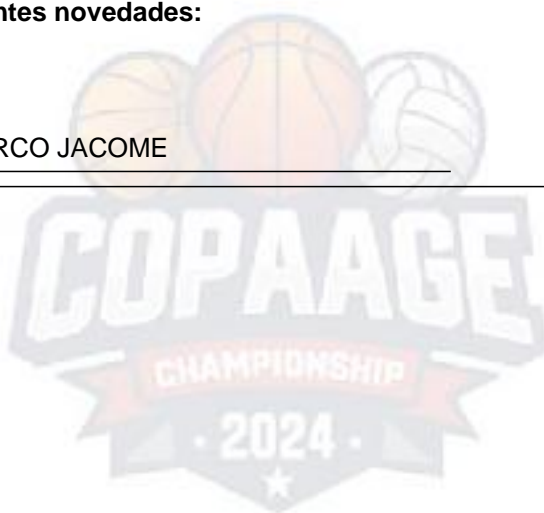 ntes novedades:
RCO JACOME
COPAAGE
CHAMPIONSHIP
· 2024 ·